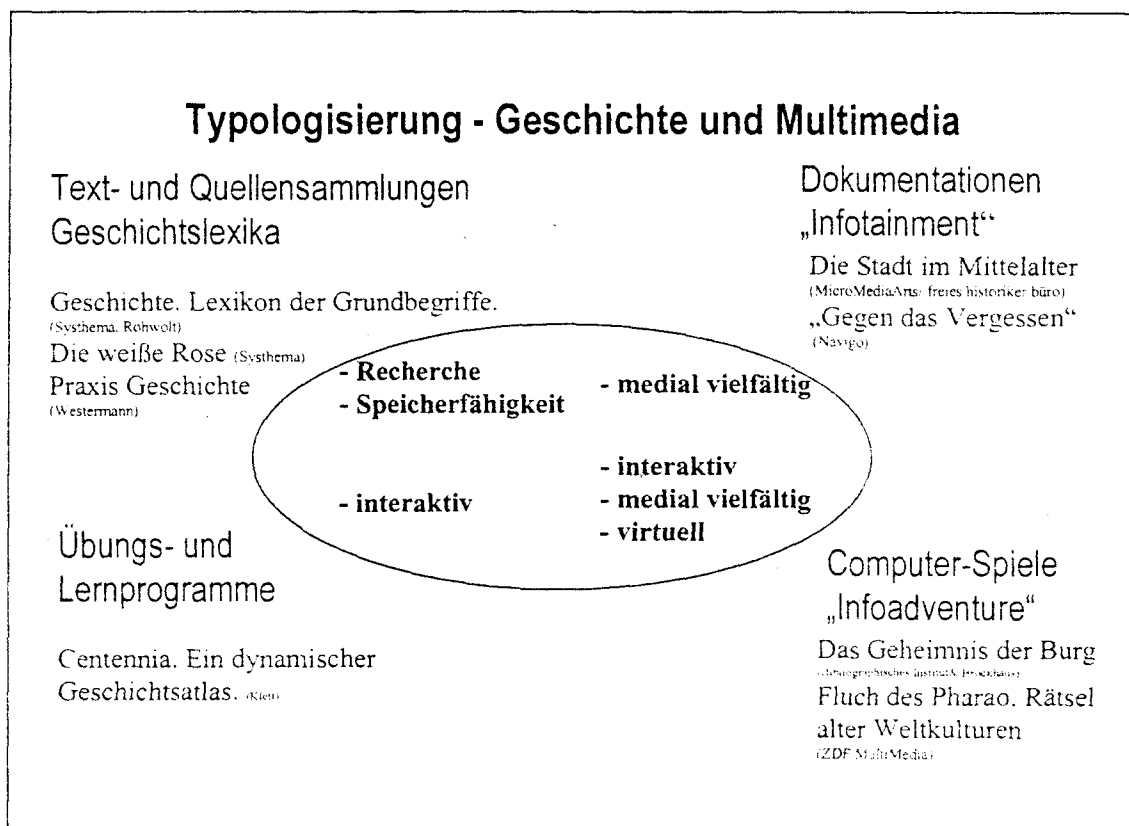 Typologisierung - Geschichte und Multimedia
Text- und Quellensammlungen
Geschichtslexika
Geschichte. Lexikon der Grundbegriffe.
(Systhema, Rohwolt)
Die weiße Rose (Systhema)
Praxis Geschichte
(Westermann)
Dokumentationen
„Infotainment“
Die Stadt im Mittelalter
(MicroMediaArts/ freies historiker büro)
„Gegen das Vergessen“
(Navigo)
- Recherche
- Speicherfähigkeit
- medial vielfältig
- interaktiv
- interaktiv
- medial vielfältig
- virtuell
Übungs- und
Lernprogramme
Centennia. Ein dynamischer
Geschichtsatlas. (Klett)
Computer-Spiele
„Infoadventure“
Das Geheimnis der Burg
Fluch des Pharao. Rätsel
alter Weltkulturen
(ZDF MultiMedia)